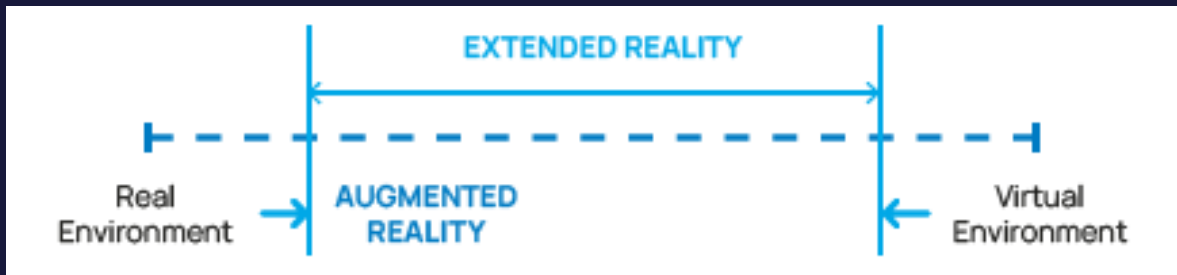 EXTENDED REALITY
Real
Environment
AUGMENTED
REALITY
Virtual
Environment